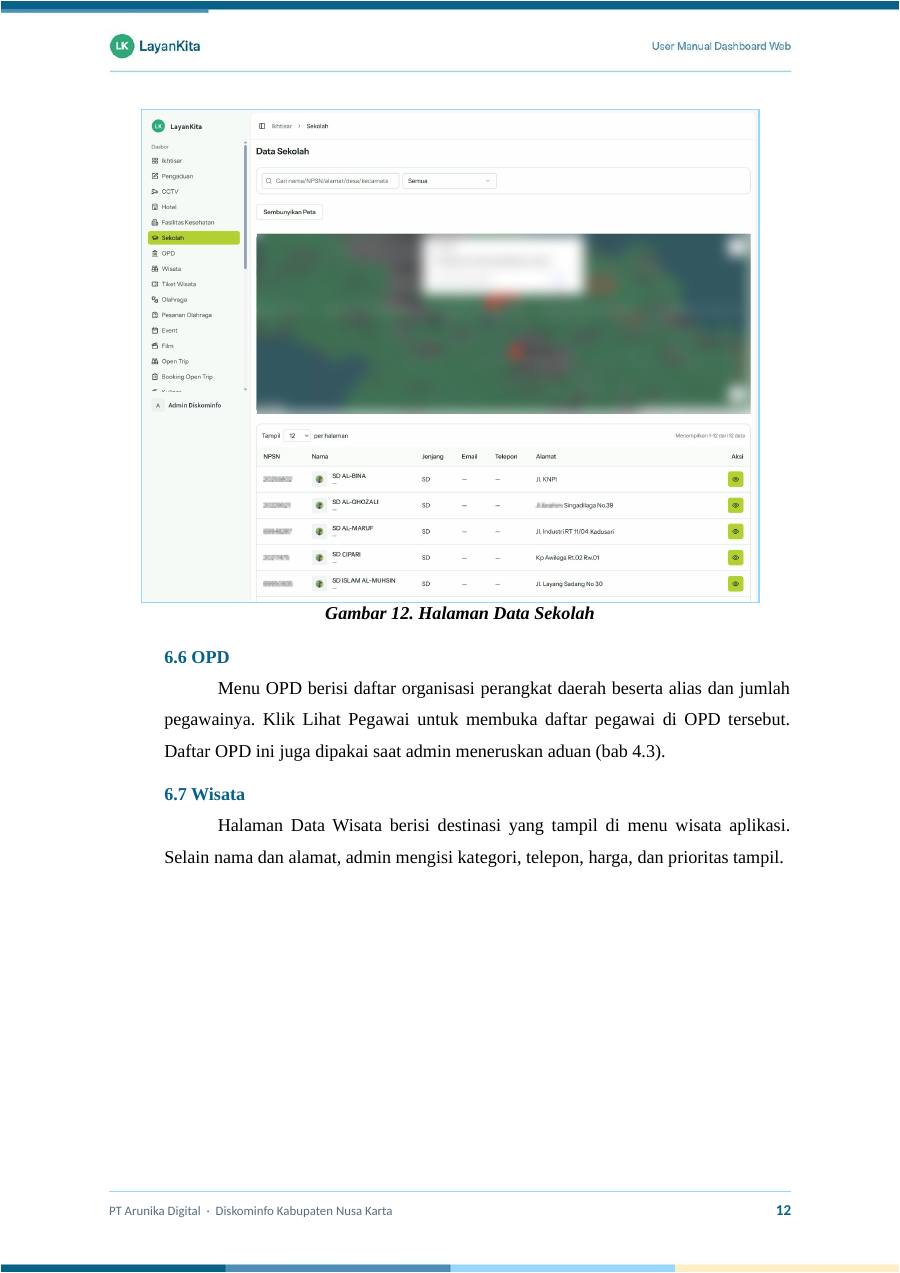 LK LayanKita
User Manual Dashboard Web
LK LayanKita
Dasbor
Ikhtisar
Pengaduan
CCTV
Hotel
Fasilitas Kesehatan
Sekolah
OPD
Wisata
Tiket Wisata
Olahraga
Pesanan Olahraga
Event
Film
Open Trip
Booking Open Trip
A Admin Diskominfo
Ikhtisar > Sekolah
Data Sekolah
Cari name/NPSN/alamat/desa/kecamata
Semua
Sembunyikan Peta
Tampil 12 per halaman
Menampilkan 1-12 dari 12 data
NPSN Nama Jenjang Email Telepon Alamat Aksi
SD AL-BINA SD — — Jl. KNPI
—
SD AL-GHOZALI SD — — Singadilaga No.39
—
SD AL-MARUF SD — — Jl. Industri RT 11/04 Kadusari
—
SD CIPARI SD — — Kp Awilega Rt.02 Rw.01
—
SD ISLAM AL-MUHSIN SD — — Jl. Layang Sadang No 30
—
Gambar 12. Halaman Data Sekolah
6.6 OPD
Menu OPD berisi daftar organisasi perangkat daerah beserta alias dan jumlah
pegawainya. Klik Lihat Pegawai untuk membuka daftar pegawai di OPD tersebut.
Daftar OPD ini juga dipakai saat admin meneruskan aduan (bab 4.3).
6.7 Wisata
Halaman Data Wisata berisi destinasi yang tampil di menu wisata aplikasi.
Selain nama dan alamat, admin mengisi kategori, telepon, harga, dan prioritas tampil.
PT Arunika Digital · Diskominfo Kabupaten Nusa Karta
12